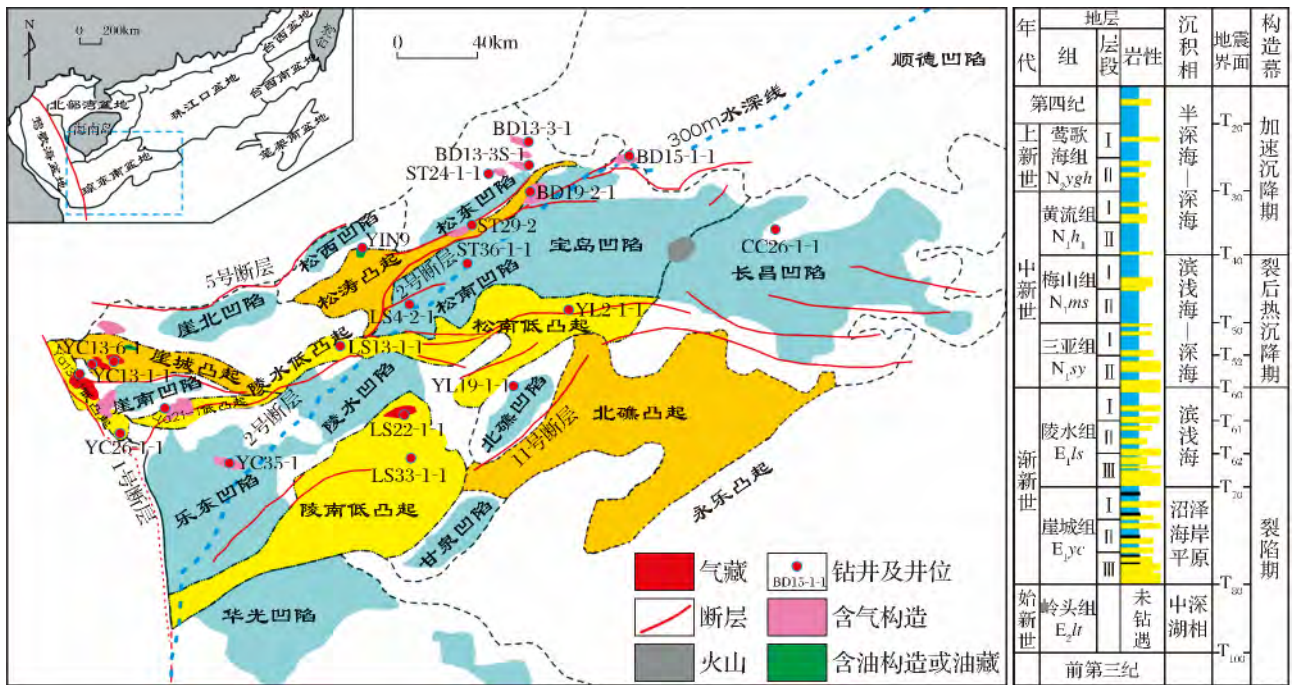 N
0 200km
台西盆地
台湾
台西南盆地
珠江口盆地
北部湾盆地
海南岛
莺歌海盆地
琼东南盆地
笔架南盆地
0 40km
顺德凹陷
300m水深线
BD13-3-1
BD13-3S-1
BD15-1-1
ST24-1-1
BD19-2-1
松东凹陷
ST29-2
松西凹陷
YIN9
ST36-1-1
宝岛凹陷
CC26-1-1
长昌凹陷
5号断层
松涛凸起
2号断层
松南凹陷
崖北凹陷
LS4-2-1
YL2-1-1
松南低凸起
YC13-6-1
崖城凸起
LS13-1-1
YC13-1-1
陵水低凸起
崖南凹陷
YL19-1-1
陵水凹陷
北礁凹陷
北礁凸起
2号断层
LS22-1-1
11号断层
YC26-1-1
YC35-1
LS33-1-1
1号断层
乐东凹陷
陵南低凸起
甘泉凹陷
永乐凸起
华光凹陷
气藏
BD15-1-1
钻井及井位
断层
含气构造
火山
含油构造或油藏
年代
地层
组
层段
岩性
沉积相
地震界面
构造幕
第四纪
上新世
莺歌海组
N₂ygh
Ⅰ
Ⅱ
半深海—深海
T₂₀
加速沉降期
T₃₀
中新世
黄流组
N₁h
Ⅰ
Ⅱ
T₄₀
梅山组
N₁ms
Ⅰ
Ⅱ
滨浅海—深海
T₅₀
裂后热沉降期
三亚组
N₁sy
Ⅰ
Ⅱ
T₅₂
T₆₀
渐新世
陵水组
E₃ls
Ⅰ
Ⅱ
Ⅲ
滨浅海
T₆₁
T₆₂
T₇₀
裂陷期
崖城组
E₃yc
Ⅰ
Ⅱ
Ⅲ
沼泽海岸平原
T₈₀
始新世
岭头组
E₂lt
未钻遇
中深湖相
T₁₀₀
前第三纪